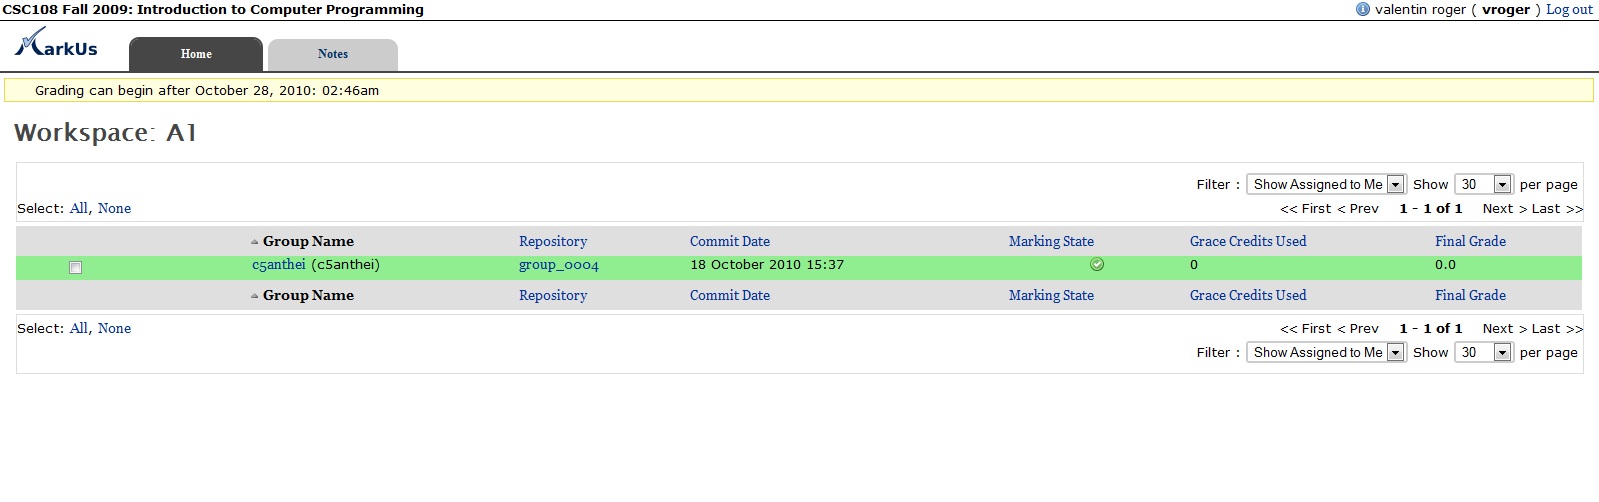 CSC108 Fall 2009: Introduction to Computer Programming
valentin roger ( vroger ) Log out
MarkUs
Home
Notes
Grading can begin after October 28, 2010: 02:46am
Workspace: A1
Filter : Show Assigned to Me Show 30 per page
Select: All, None
<< First < Prev 1 - 1 of 1 Next > Last >>
Group Name Repository Commit Date Marking State Grace Credits Used Final Grade
c5anthei (c5anthei) group_0004 18 October 2010 15:37 0 0.0
Group Name Repository Commit Date Marking State Grace Credits Used Final Grade
Select: All, None
<< First < Prev 1 - 1 of 1 Next > Last >>
Filter : Show Assigned to Me Show 30 per page